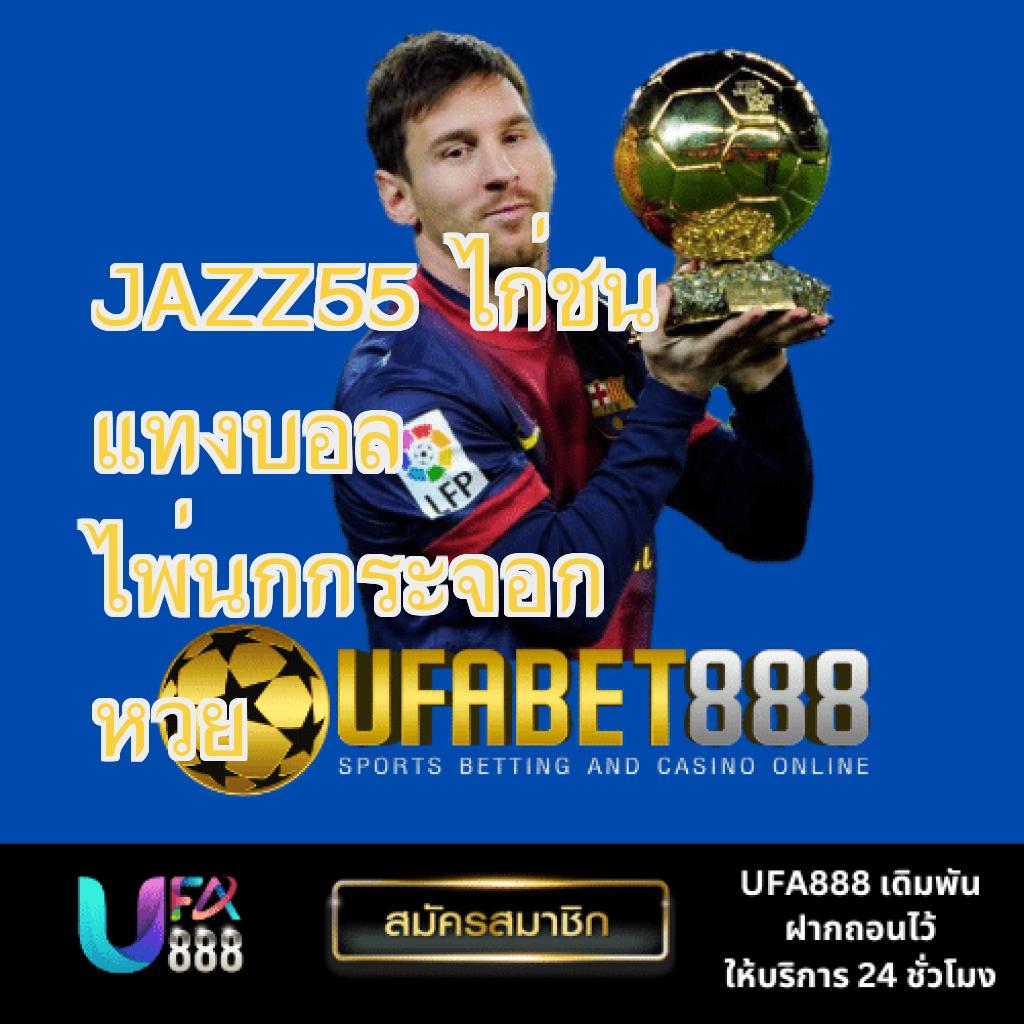 JAZZ55 ไก่ชน
แทงบอล
LFP
ไพ่นกกระจอก
หวย
UFABET888
SPORTS BETTING AND CASINO ONLINE
UFA
888
สมัครสมาชิก
UFA888 เดิมพัน
ฝากถอนไว้
ให้บริการ 24 ชั่วโมง